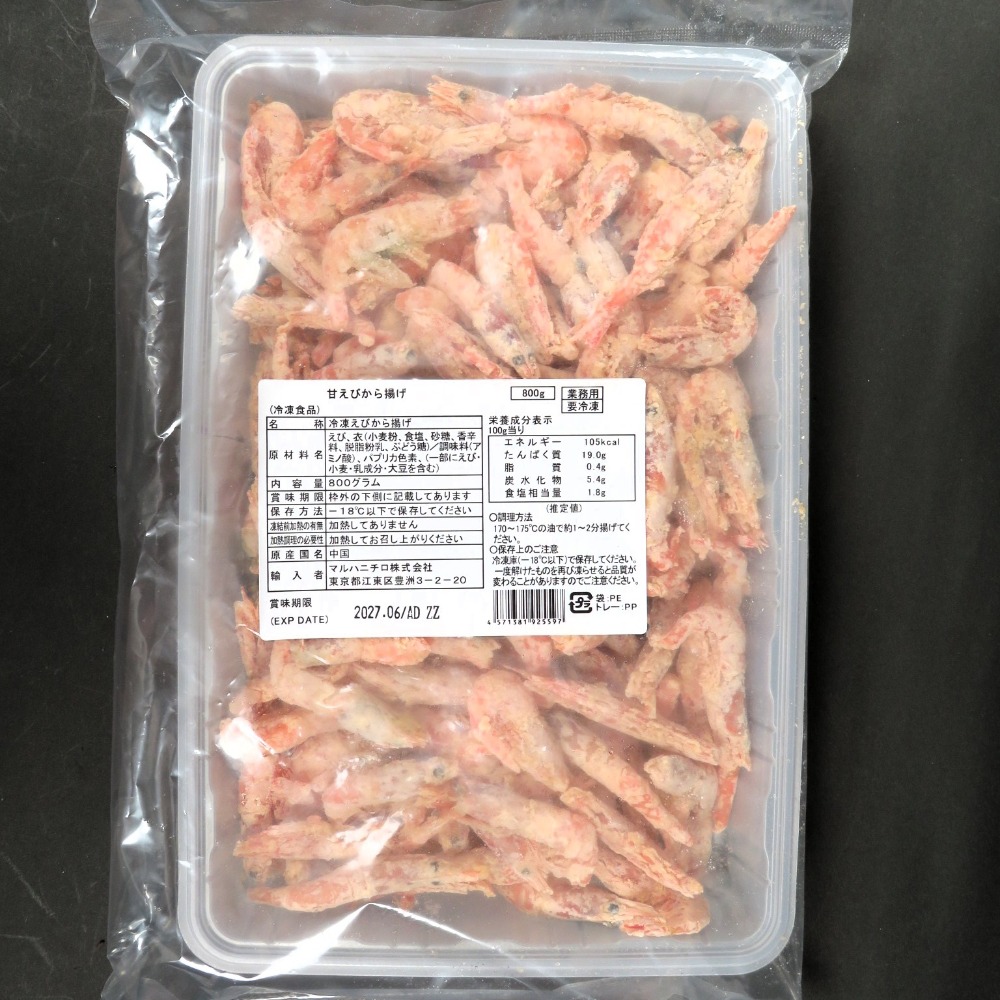 甘えびから揚げ
(冷凍食品)
名 称 冷凍えびから揚げ
原材料名 えび、衣(小麦粉、食塩、砂糖、香辛
料、脱脂粉乳、ぶどう糖)/調味料(ア
ミノ酸)、パプリカ色素、(一部にえび・
小麦・乳成分・大豆を含む)
内容量 800グラム
賞味期限 枠外の下側に記載してあります
保存方法 -18℃以下で保存してください
凍結前加熱の有無 加熱してありません
加熱調理の必要性 加熱してお召し上がりください
原産国名 中国
輸入者 マルハニチロ株式会社
東京都江東区豊洲3-2-20
賞味期限
(EXP DATE) 2027.06/AD ZZ
800g 業務用
要冷凍
栄養成分表示
100g当り
エネルギー 105kcal
たんぱく質 19.0g
脂質 0.4g
炭水化物 5.4g
食塩相当量 1.8g
(推定値)
○調理方法
170~175℃の油で約1~2分揚げてく
ださい。
○保存上のご注意
冷凍庫(-18℃以下)で保存してください。
一度解けたものを再び凍らせると品質が
変わることがありますのでご注意ください。
4571381925597
プラ 袋:PE
トレー:PP